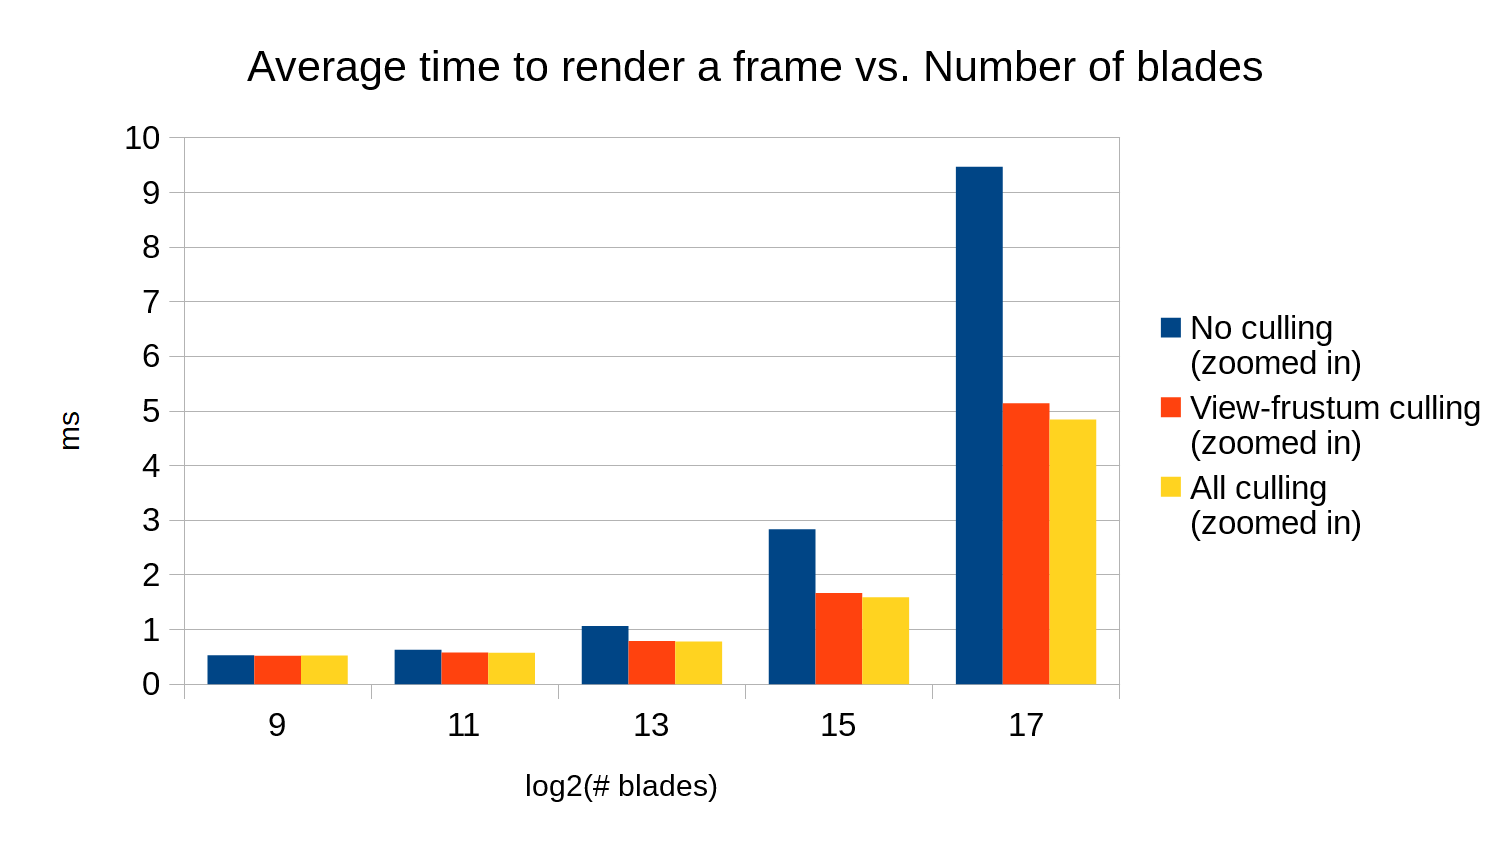 Average time to render a frame vs. Number of blades
10
9
8
7
6
5
4
3
2
1
0
ms
9
11
13
15
17
log2(# blades)
No culling
(zoomed in)
View-frustum culling
(zoomed in)
All culling
(zoomed in)